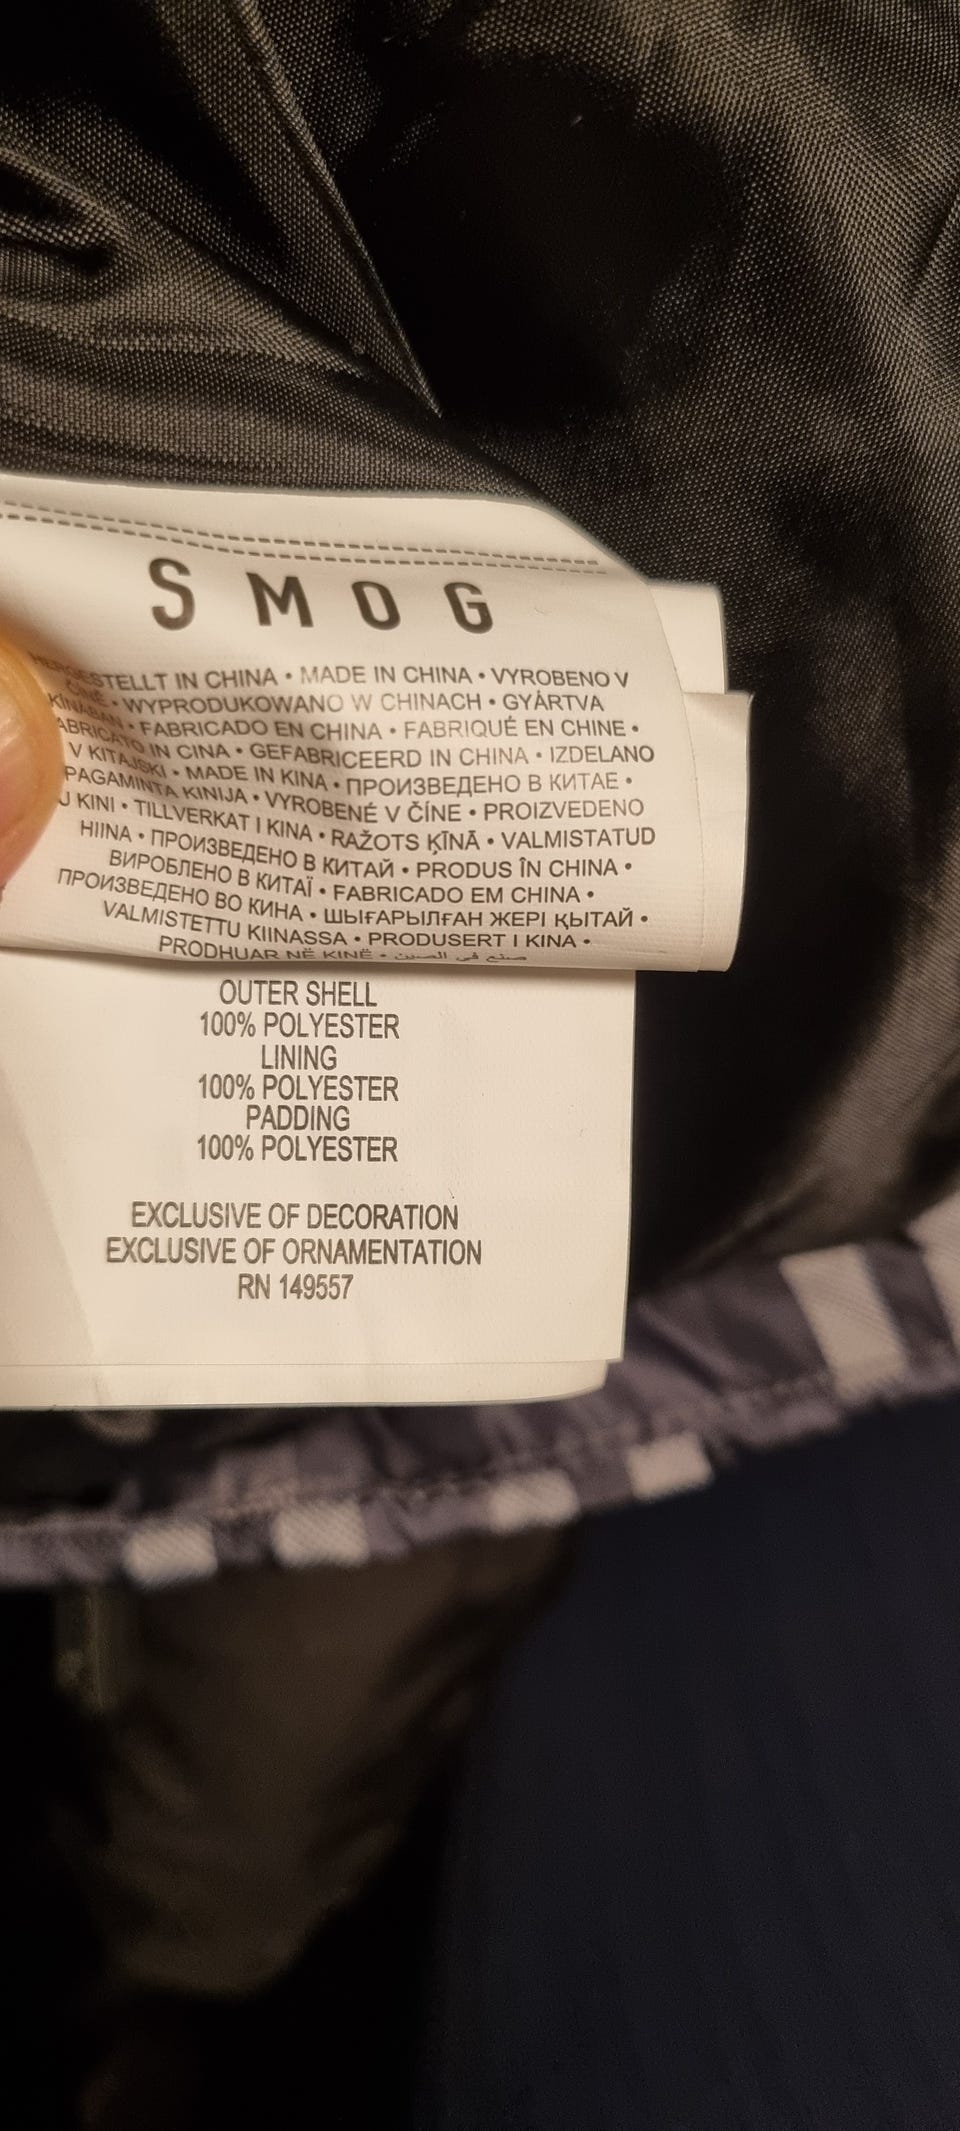 SMOG
HERGESTELLT IN CHINA • MADE IN CHINA • VYROBENO V
ČÍNĚ • WYPRODUKOWANO W CHINACH • GYÁRTVA
KÍNÁBAN • FABRICADO EN CHINA • FABRIQUÉ EN CHINE •
FABRICATO IN CINA • GEFABRICEERD IN CHINA • IZDELANO
V KITAJSKI • MADE IN KINA • ПРОИЗВЕДЕНО В КИТАЕ •
PAGAMINTA KINIJA • VYROBENÉ V ČÍNE • PROIZVEDENO
U KINI • TILLVERKAT I KINA • RAŽOTS ĶĪNĀ • VALMISTATUD
HIINA • ПРОИЗВЕДЕНО В КИТАЙ • PRODUS ÎN CHINA •
ВИРОБЛЕНО В КИТАЇ • FABRICADO EM CHINA •
ПРОИЗВЕДЕНО ВО КИНА • ШЫҒАРЫЛҒАН ЖЕРІ ҚЫТАЙ •
VALMISTETTU KIINASSA • PRODUSERT I KINA •
PRODHUAR NË KINË • صنع في الصين
OUTER SHELL
100% POLYESTER
LINING
100% POLYESTER
PADDING
100% POLYESTER
EXCLUSIVE OF DECORATION
EXCLUSIVE OF ORNAMENTATION
RN 149557